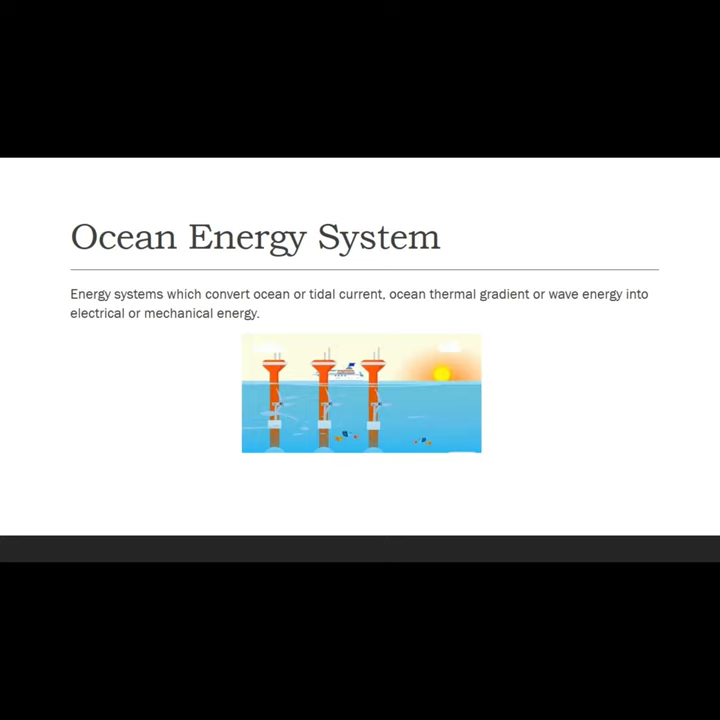 Ocean Energy System
Energy systems which convert ocean or tidal current, ocean thermal gradient or wave energy into
electrical or mechanical energy.